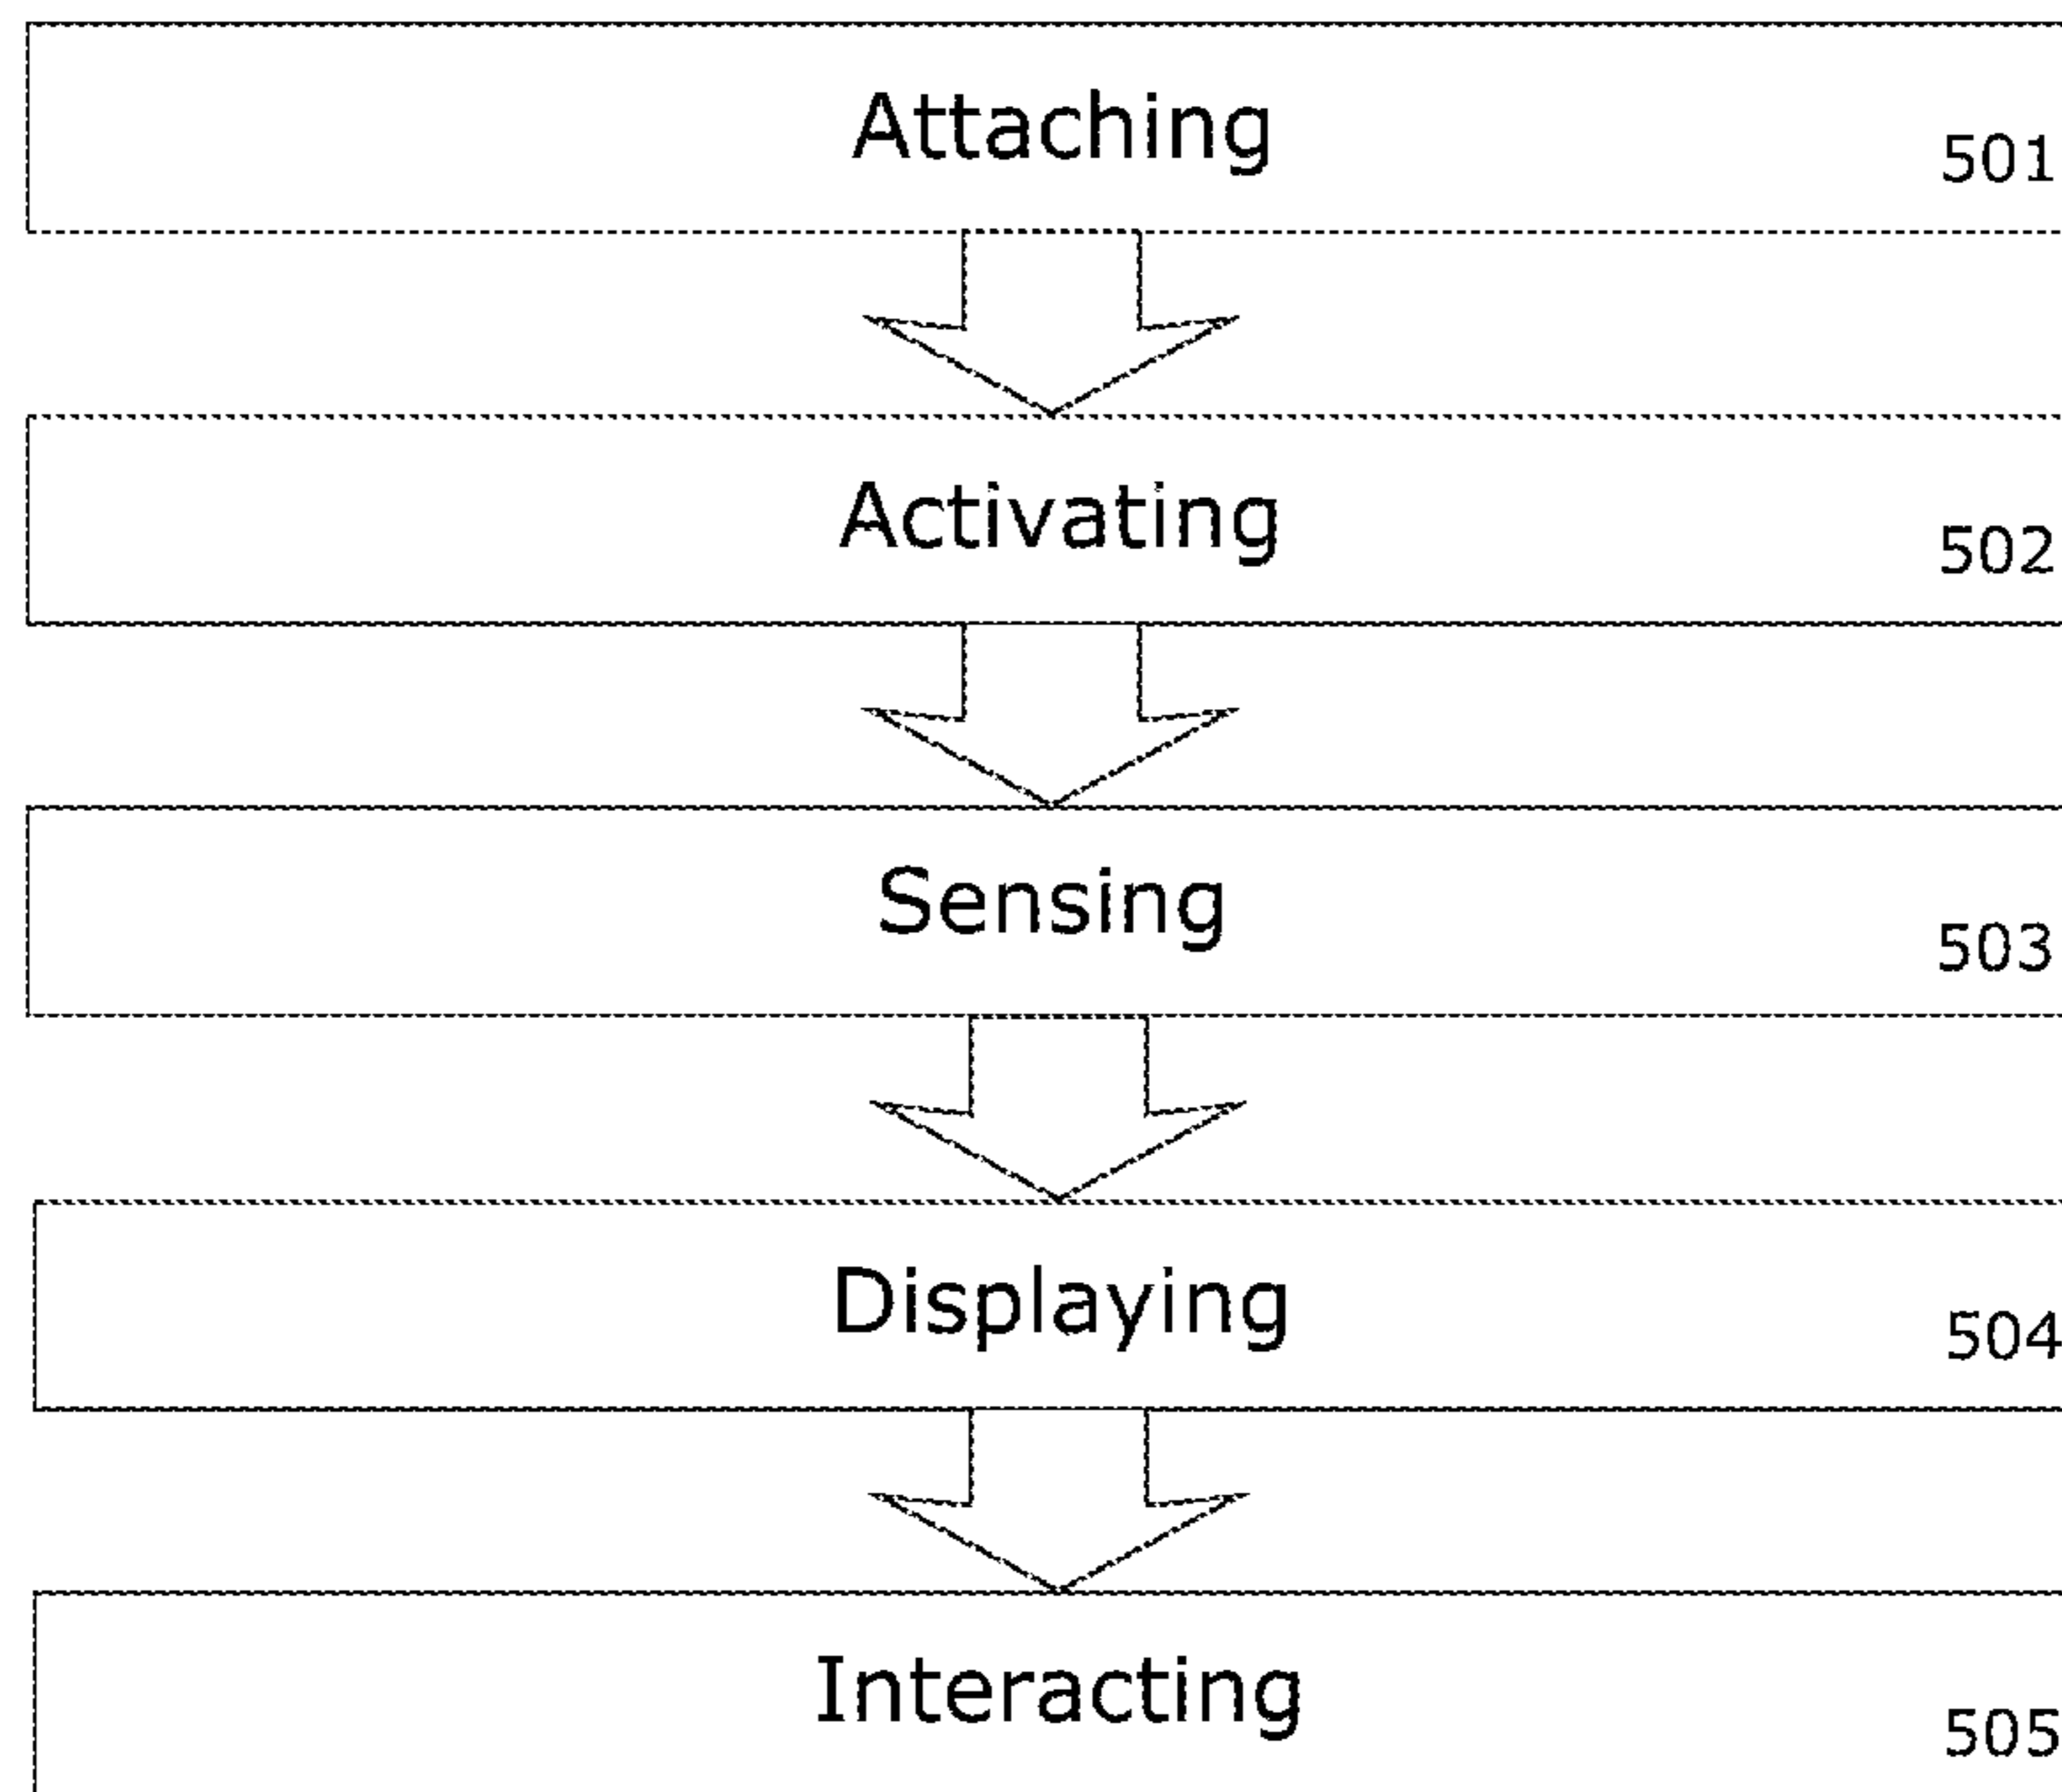 Attaching
501
Activating
502
Sensing
503
Displaying
504
Interacting
505